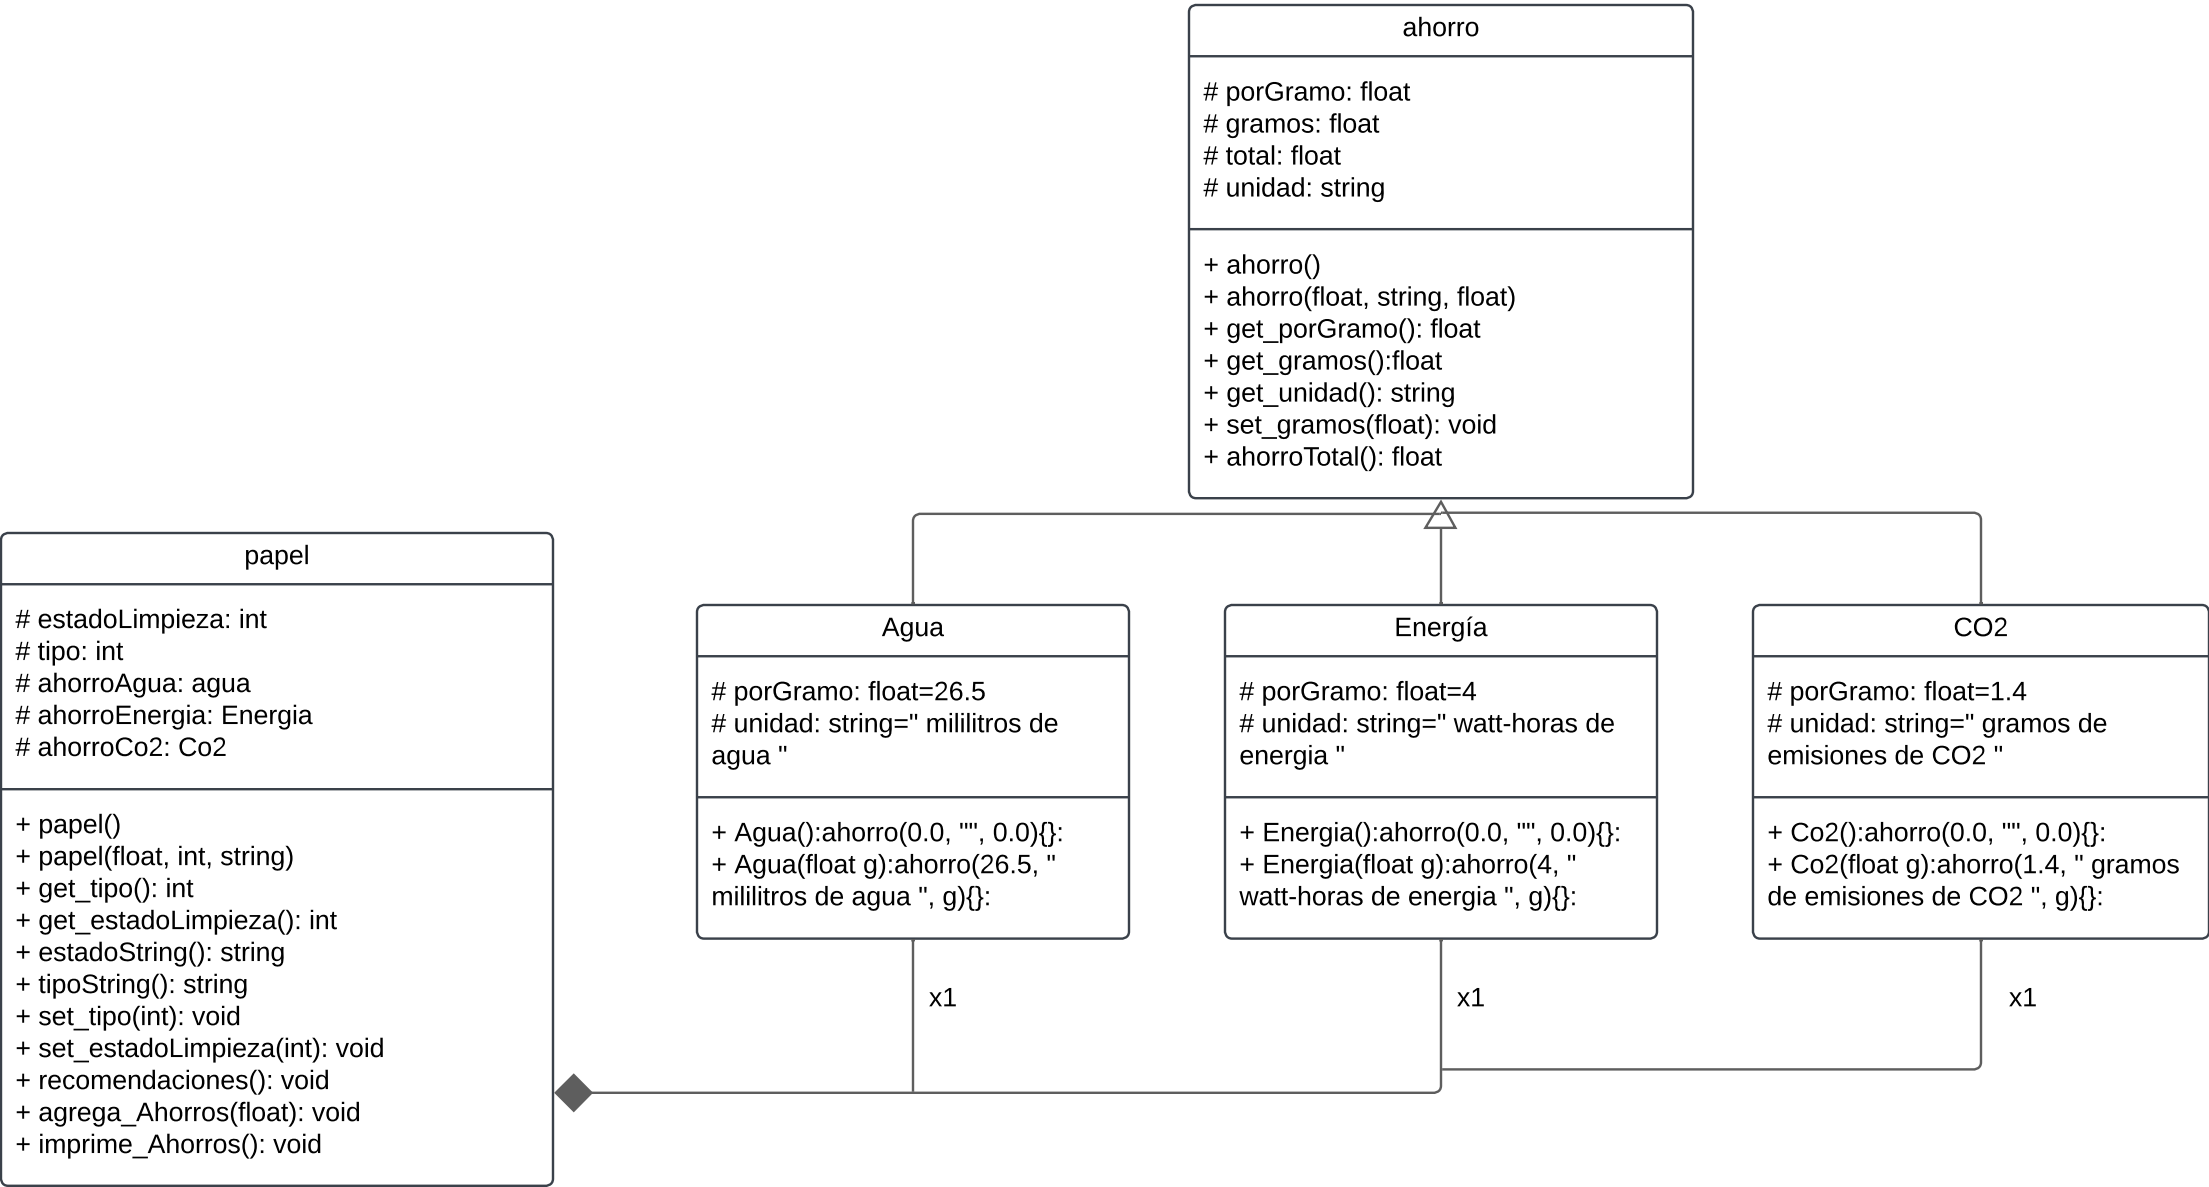 ahorro
# porGramo: float
# gramos: float
# total: float
# unidad: string
+ ahorro()
+ ahorro(float, string, float)
+ get_porGramo(): float
+ get_gramos():float
+ get_unidad(): string
+ set_gramos(float): void
+ ahorroTotal(): float
papel
# estadoLimpieza: int
# tipo: int
# ahorroAgua: agua
# ahorroEnergia: Energia
# ahorroCo2: Co2
+ papel()
+ papel(float, int, string)
+ get_tipo(): int
+ get_estadoLimpieza(): int
+ estadoString(): string
+ tipoString(): string
+ set_tipo(int): void
+ set_estadoLimpieza(int): void
+ recomendaciones(): void
+ agrega_Ahorros(float): void
+ imprime_Ahorros(): void
Agua
# porGramo: float=26.5
# unidad: string=" mililitros de
agua "
+ Agua():ahorro(0.0, "", 0.0){}:
+ Agua(float g):ahorro(26.5, "
mililitros de agua ", g){}:
x1
Energía
# porGramo: float=4
# unidad: string=" watt-horas de
energia "
+ Energia():ahorro(0.0, "", 0.0){}:
+ Energia(float g):ahorro(4, "
watt-horas de energia ", g){}:
x1
CO2
# porGramo: float=1.4
# unidad: string=" gramos de
emisiones de CO2 "
+ Co2():ahorro(0.0, "", 0.0){}:
+ Co2(float g):ahorro(1.4, " gramos
de emisiones de CO2 ", g){}:
x1